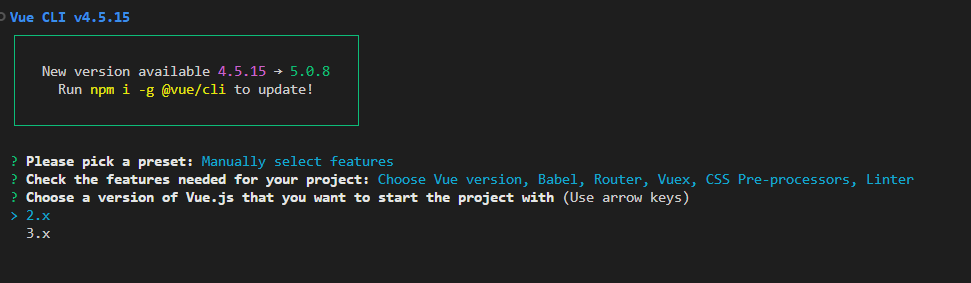 Vue CLI v4.5.15
New version available 4.5.15 → 5.0.8
Run npm i -g @vue/cli to update!
? Please pick a preset: Manually select features
? Check the features needed for your project: Choose Vue version, Babel, Router, Vuex, CSS Pre-processors, Linter
? Choose a version of Vue.js that you want to start the project with (Use arrow keys)
> 2.x
3.x